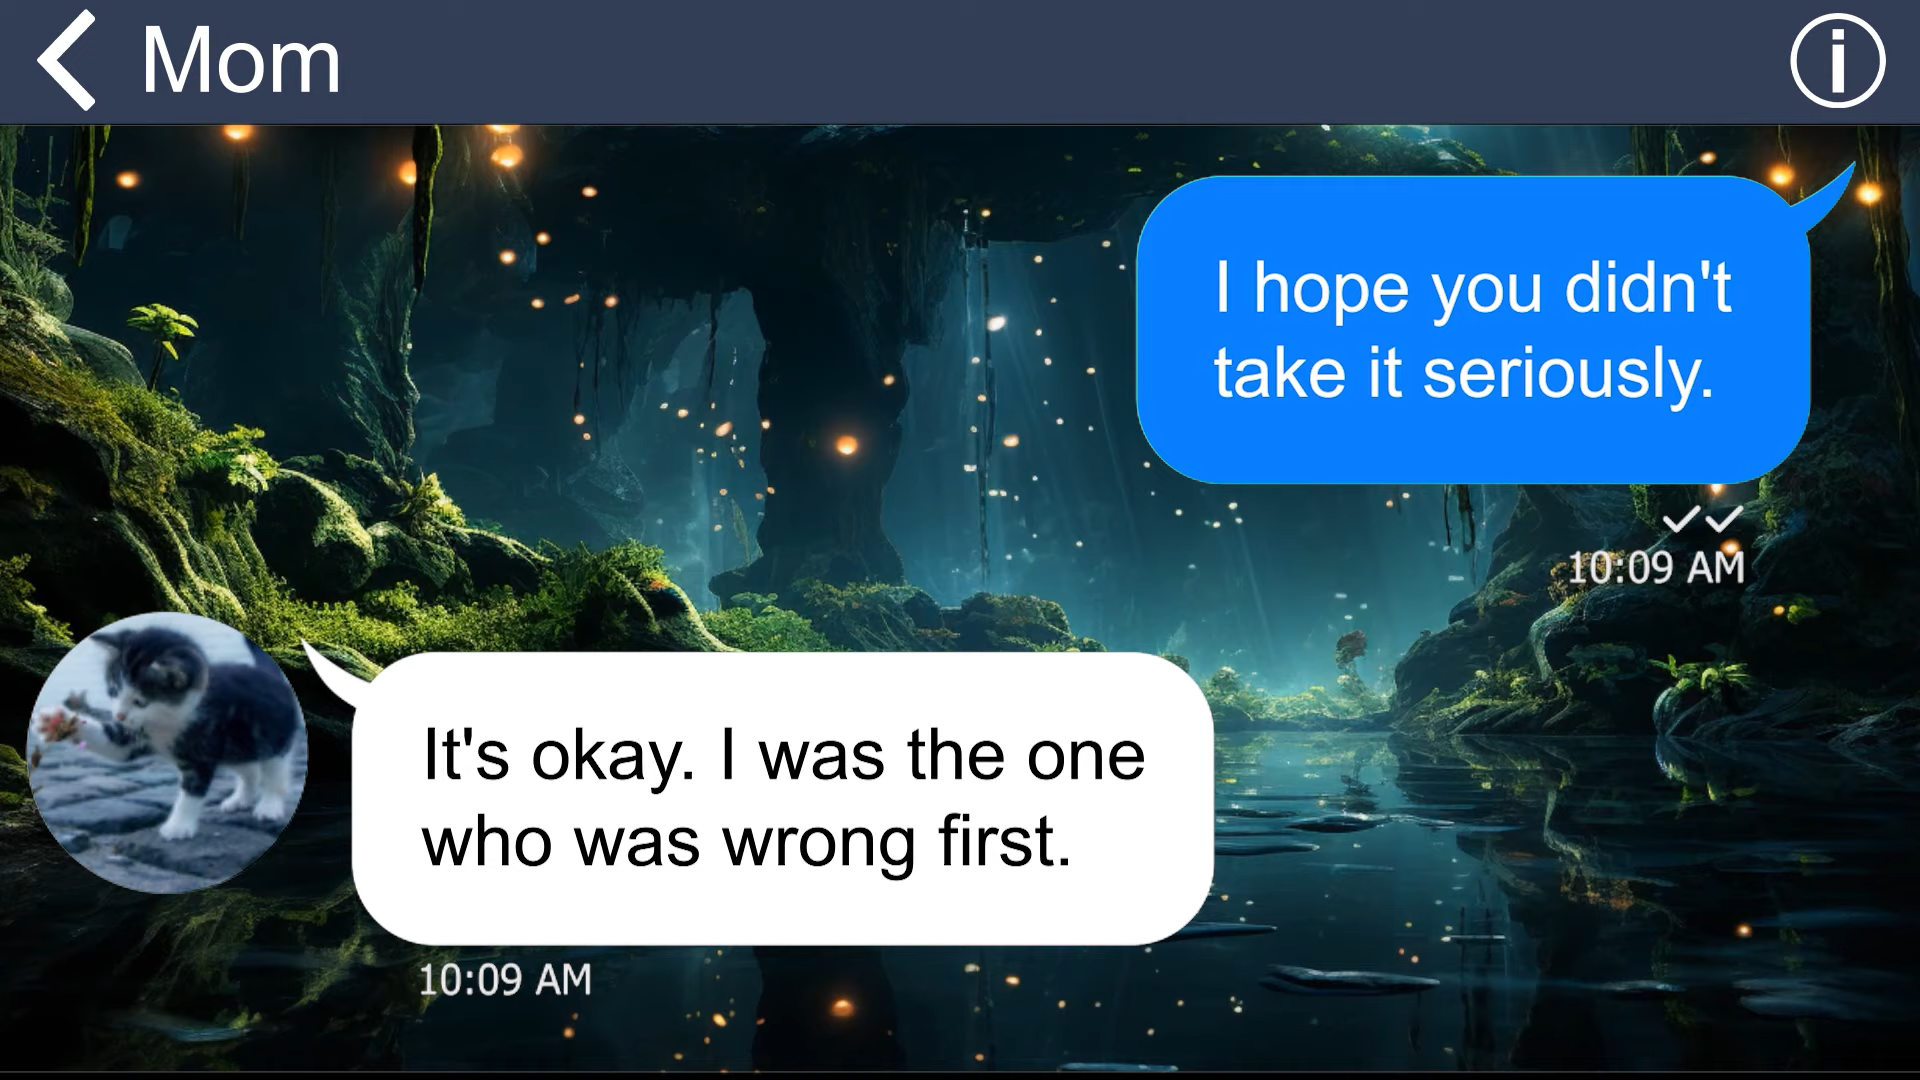 Mom
I hope you didn't
take it seriously.
10:09 AM
It's okay. I was the one
who was wrong first.
10:09 AM